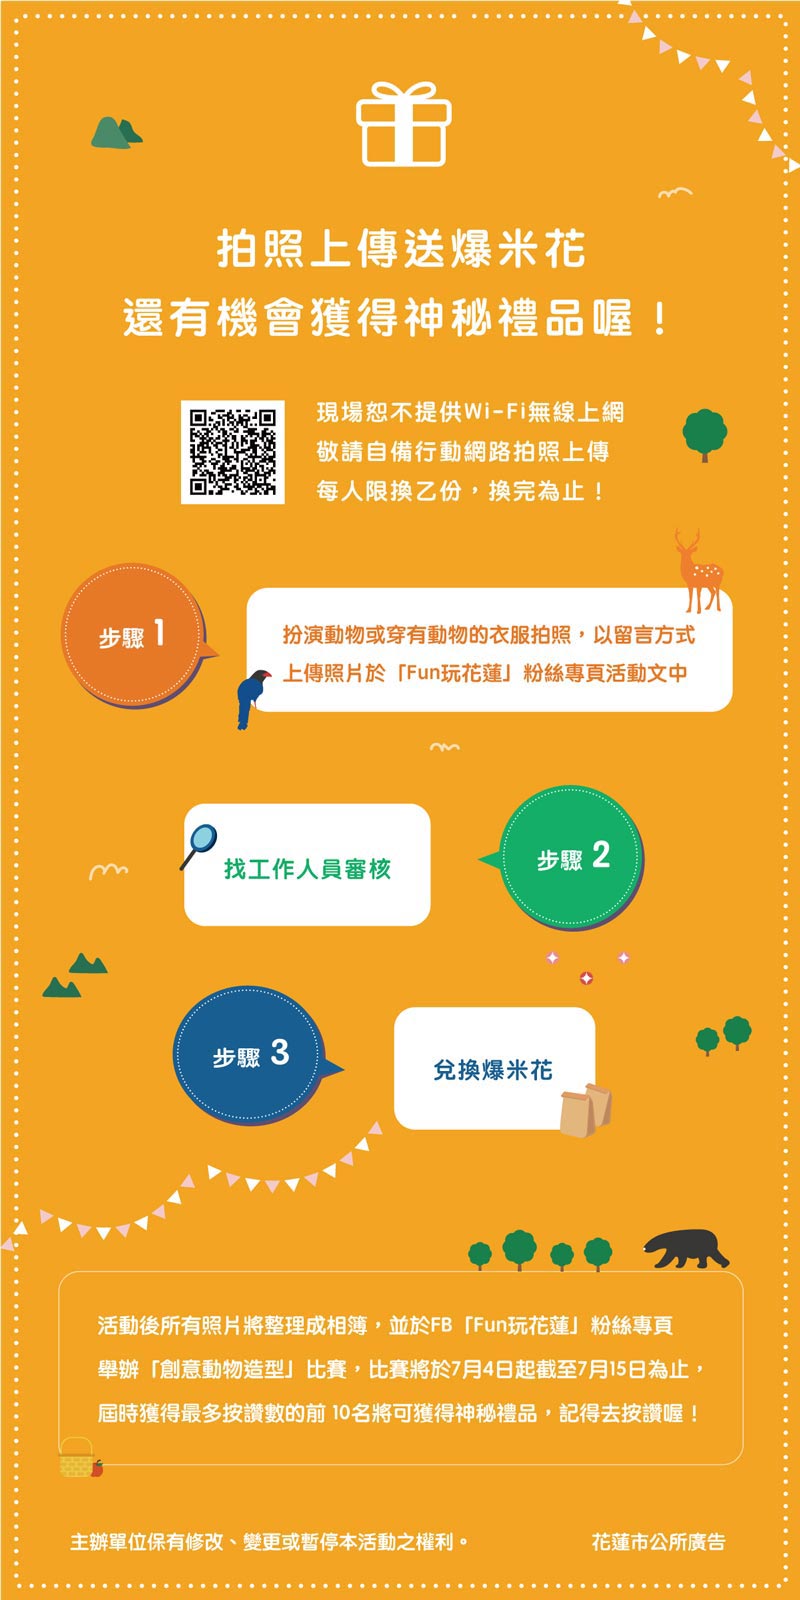 拍照上傳送爆米花
還有機會獲得神秘禮品喔！
現場恕不提供Wi-Fi無線上網
敬請自備行動網路拍照上傳
每人限換乙份，換完為止！
步驟 1
扮演動物或穿有動物的衣服拍照，以留言方式
上傳照片於「Fun玩花蓮」粉絲專頁活動文中
步驟 2
找工作人員審核
步驟 3
兌換爆米花
活動後所有照片將整理成相簿，並於FB「Fun玩花蓮」粉絲專頁
舉辦「創意動物造型」比賽，比賽將於7月4日起截至7月15日為止，
屆時獲得最多按讚數的前 10名將可獲得神秘禮品，記得去按讚喔！
主辦單位保有修改、變更或暫停本活動之權利。
花蓮市公所廣告